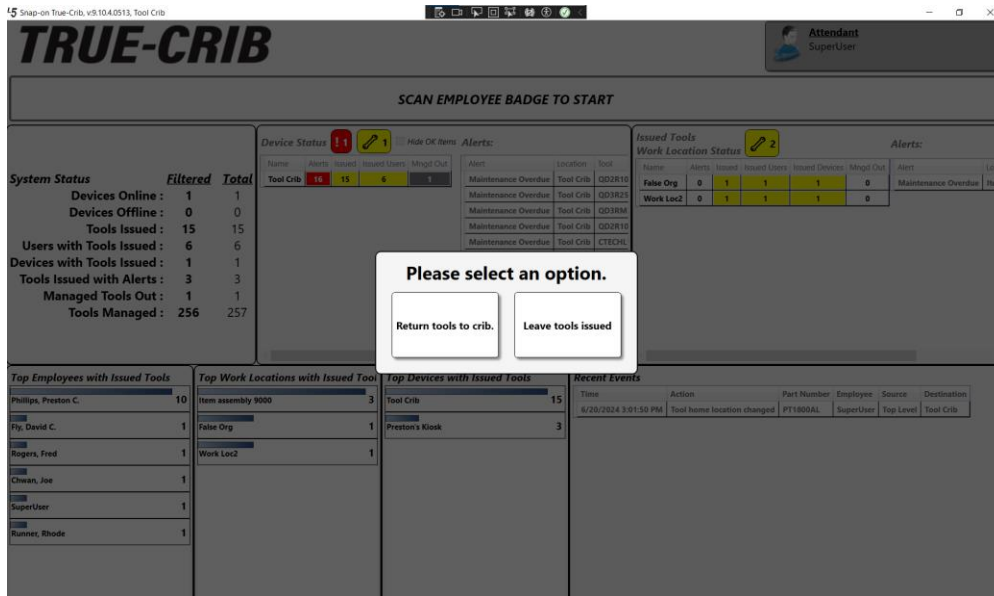 Snap-on True-Crib, v:9.10.4.0513, Tool Crib
TRUE-CRIB
Attendant
SuperUser
SCAN EMPLOYEE BADGE TO START
System Status Filtered Total
Devices Online : 1 1
Devices Offline : 0 0
Tools Issued : 15 15
Users with Tools Issued : 6 6
Devices with Tools Issued : 1 1
Tools Issued with Alerts : 3 3
Managed Tools Out : 1 1
Tools Managed : 256 257
Device Status ! 1 1 Hide OK Items Alerts:
Name Alerts Issued Issued Users Mngd Out
Tool Crib 16 15 6 1
Alert Location Tool
Maintenance Overdue Tool Crib QD2R10
Maintenance Overdue Tool Crib QD3R25
Maintenance Overdue Tool Crib QD3RM
Maintenance Overdue Tool Crib QD2R10
Maintenance Overdue Tool Crib CTECHL
Issued Tools
Work Location Status 2 Alerts:
Name Alerts Issued Issued Users Issued Devices Mngd Out
False Org 0 1 1 1 0
Work Loc2 0 1 1 1 0
Alert
Maintenance Overdue
Please select an option.
Return tools to crib. Leave tools issued
Top Employees with Issued Tools
Phillips, Preston C. 10
Fly, David C. 1
Rogers, Fred 1
Chwan, Joe 1
SuperUser 1
Runner, Rhode 1
Top Work Locations with Issued Tool
Item assembly 9000 3
False Org 1
Work Loc2 1
Top Devices with Issued Tools
Tool Crib 15
Preston's Kiosk 3
Recent Events
Time Action Part Number Employee Source Destination
6/20/2024 3:01:50 PM Tool home location changed PT1800AL SuperUser Top Level Tool Crib